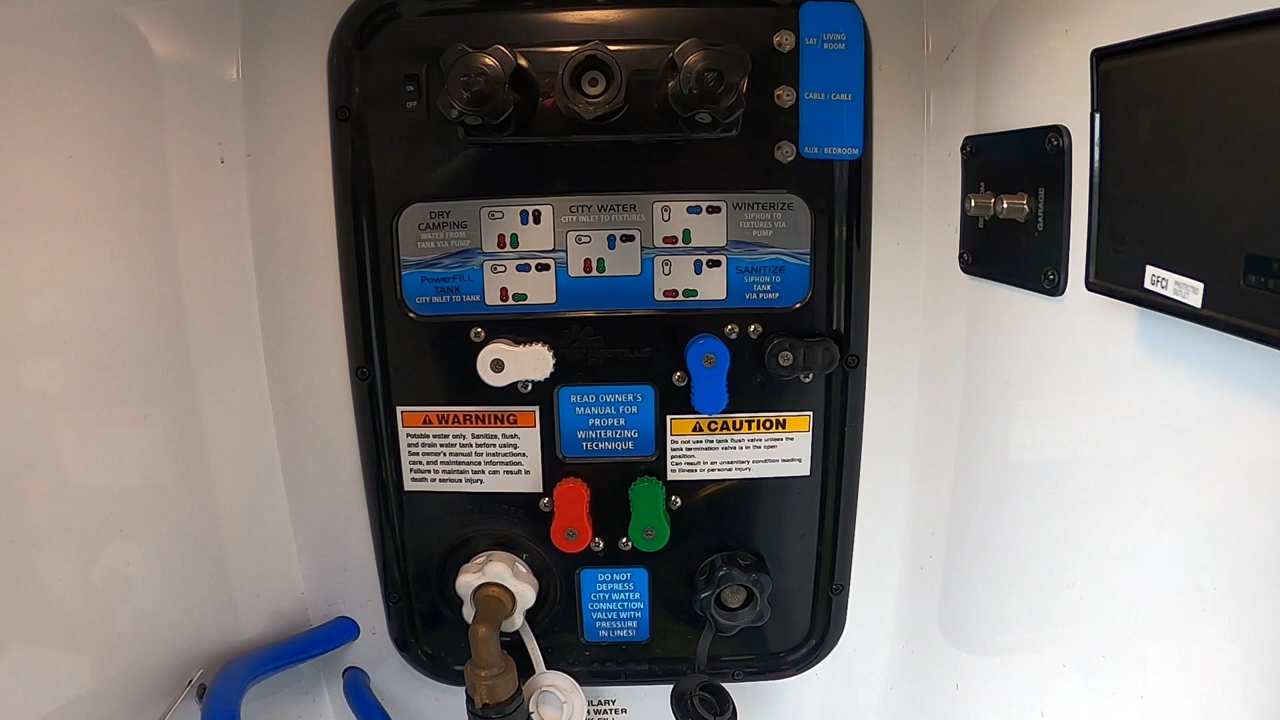 SAT / LIVING
ROOM
ON
OFF
CABLE / CABLE
AUX / BEDROOM
DRY
CAMPING
WATER FROM
TANK VIA PUMP
CITY WATER
CITY INLET TO FIXTURES
WINTERIZE
SIPHON TO
FIXTURES VIA
PUMP
PowerFILL
TANK
CITY INLET TO TANK
SANITIZE
SIPHON TO
TANK
VIA PUMP
GARAGE
GFCI
PROTECTED
OUTLET
NAUTILUS
READ OWNER'S
MANUAL FOR
PROPER
WINTERIZING
TECHNIQUE
WARNING
Potable water only. Sanitize, flush,
and drain water tank before using.
See owner's manual for instructions,
care, and maintenance information.
Failure to maintain tank can result in
death or serious injury.
CAUTION
Do not use the tank flush valve unless the
tank termination valve is in the open
position.
Can result in an unsanitary condition leading
to illness or personal injury.
DO NOT
DEPRESS
CITY WATER
CONNECTION
VALVE WITH
PRESSURE
IN LINES!
WATER